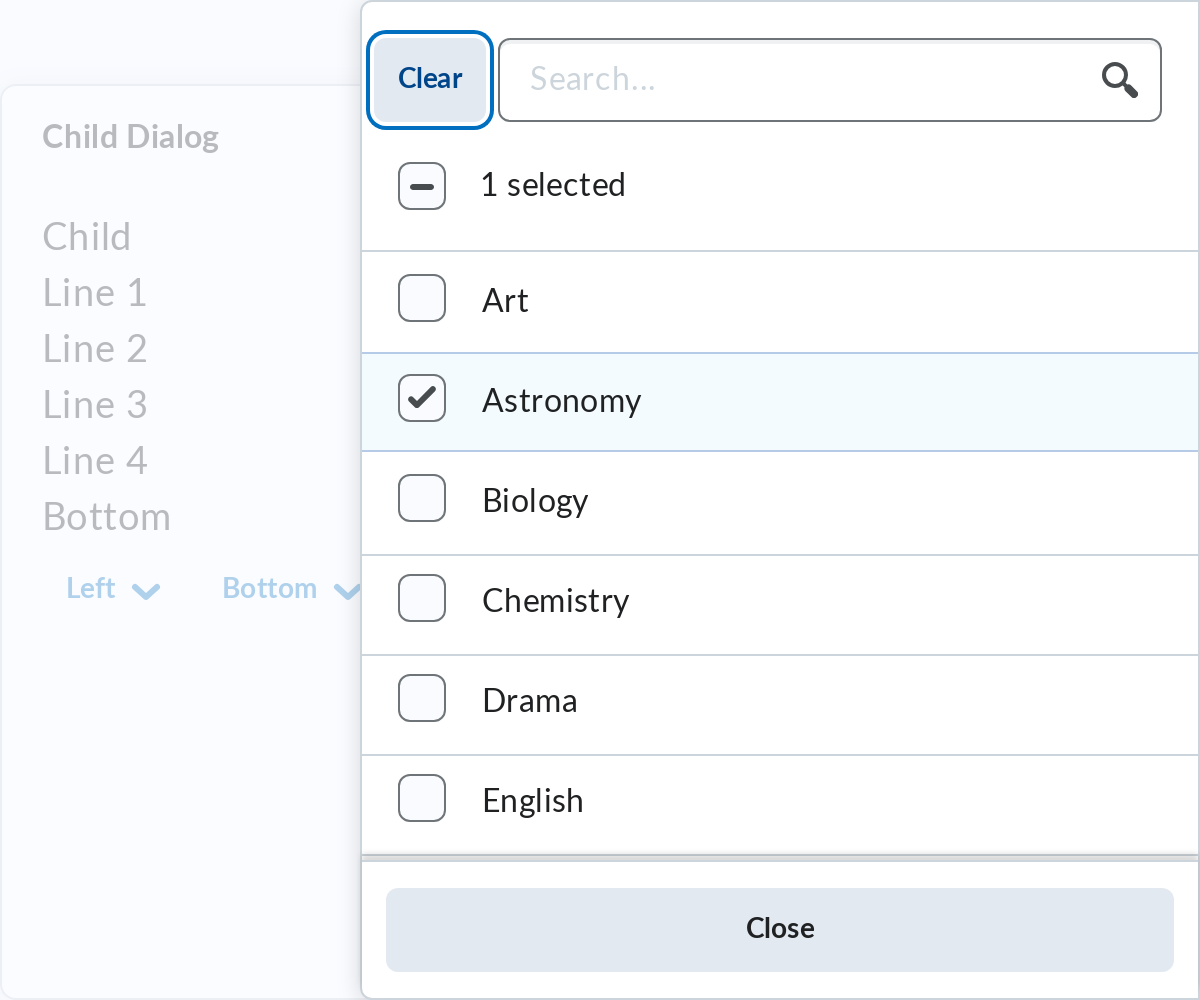 Clear
Search...
1 selected
Art
Astronomy
Biology
Chemistry
Drama
English
Close
Child Dialog
Child
Line 1
Line 2
Line 3
Line 4
Bottom
Left Bottom